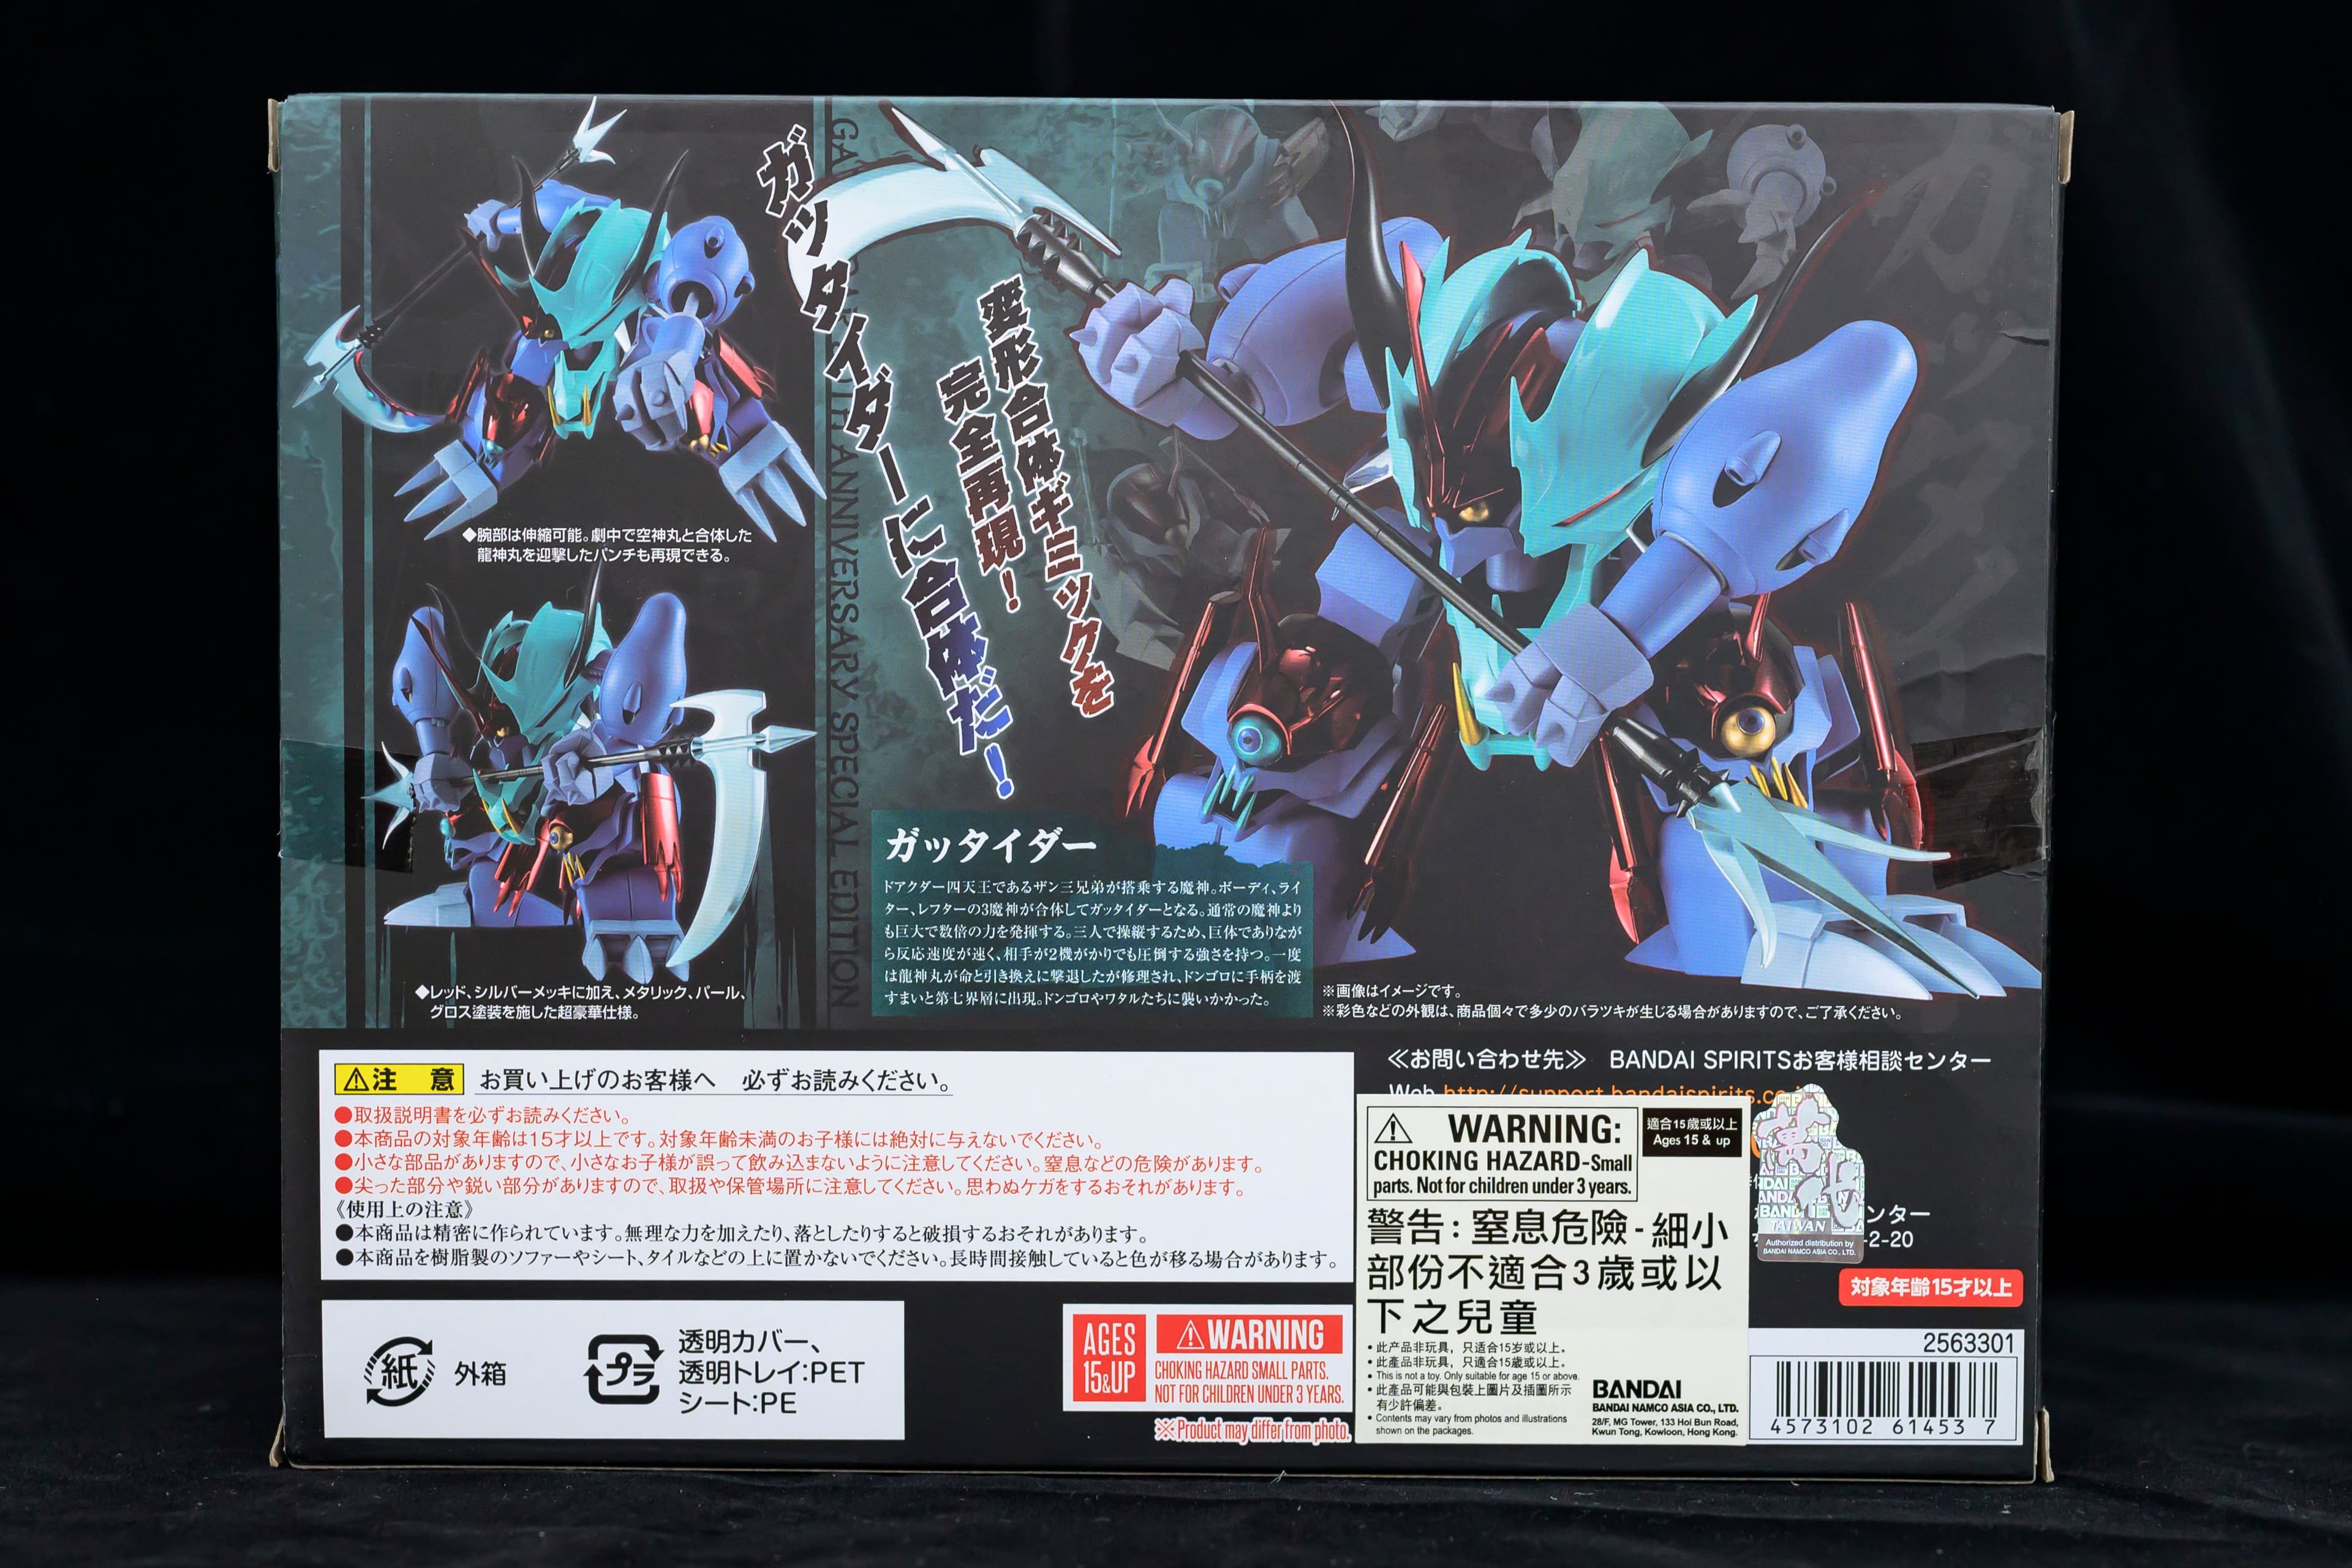 ガッタイダーに合体だ!
変形合体ギミックを
完全再現!
ANNIVERSARY SPECIAL EDITION
◆腕部は伸縮可能。劇中で空神丸と合体した
龍神丸を迎撃したパンチも再現できる。
◆レッド、シルバーメッキに加え、メタリック、パール、
グロス塗装を施した超豪華仕様。
ガッタイダー
ドアクダー四天王であるザン三兄弟が搭乗する魔神。ボーディ、ライ
ター、レフターの3魔神が合体してガッタイダーとなる。通常の魔神より
も巨大で数倍の力を発揮する。三人で操縦するため、巨体でありなが
ら反応速度が速く、相手が2機がかりでも圧倒する強さを持つ。一度
は龍神丸が命と引き換えに撃退したが修理され、ドンゴロに手柄を渡
すまいと第七界層に出現。ドンゴロやワタルたちに襲いかかった。
※画像はイメージです。
※彩色などの外観は、商品個々で多少のバラツキが生じる場合がありますので、ご了承ください。
⚠注 意 お買い上げのお客様へ 必ずお読みください。
●取扱説明書を必ずお読みください。
●本商品の対象年齢は15才以上です。対象年齢未満のお子様には絶対に与えないでください。
●小さな部品がありますので、小さなお子様が誤って飲み込まないように注意してください。窒息などの危険があります。
●尖った部分や鋭い部分がありますので、取扱や保管場所に注意してください。思わぬケガをするおそれがあります。
《使用上の注意》
●本商品は精密に作られています。無理な力を加えたり、落としたりすると破損するおそれがあります。
●本商品を樹脂製のソファーやシート、タイルなどの上に置かないでください。長時間接触していると色が移る場合があります。
紙 外箱
プラ 透明カバー、
透明トレイ:PET
シート:PE
AGES
15&UP
⚠WARNING
CHOKING HAZARD SMALL PARTS.
NOT FOR CHILDREN UNDER 3 YEARS.
※Product may differ from photo.
≪お問い合わせ先≫ BANDAI SPIRITSお客様相談センター
Web http://support.bandaispirits.co
⚠ WARNING:
CHOKING HAZARD-Small
parts. Not for children under 3 years.
適合15歲或以上
Ages 15 & up
警告:窒息危險-細小
部份不適合3歲或以
下之兒童
• 此产品非玩具，只适合15岁或以上。
• 此產品非玩具，只適合15歲或以上。
• This is not a toy. Only suitable for age 15 or above.
• 此產品可能與包裝上圖片及插圖所示
有少許偏差。
• Contents may vary from photos and illustrations
shown on the packages.
BANDAI
BANDAI NAMCO ASIA CO., LTD.
28/F, MG Tower, 133 Hoi Bun Road,
Kwun Tong, Kowloon, Hong Kong.
萬代
TAIWAN
Authorized distribution by
BANDAI NAMCO ASIA CO., LTD.
ンター
-2-20
対象年齢15才以上
2563301
4573102 61453 7